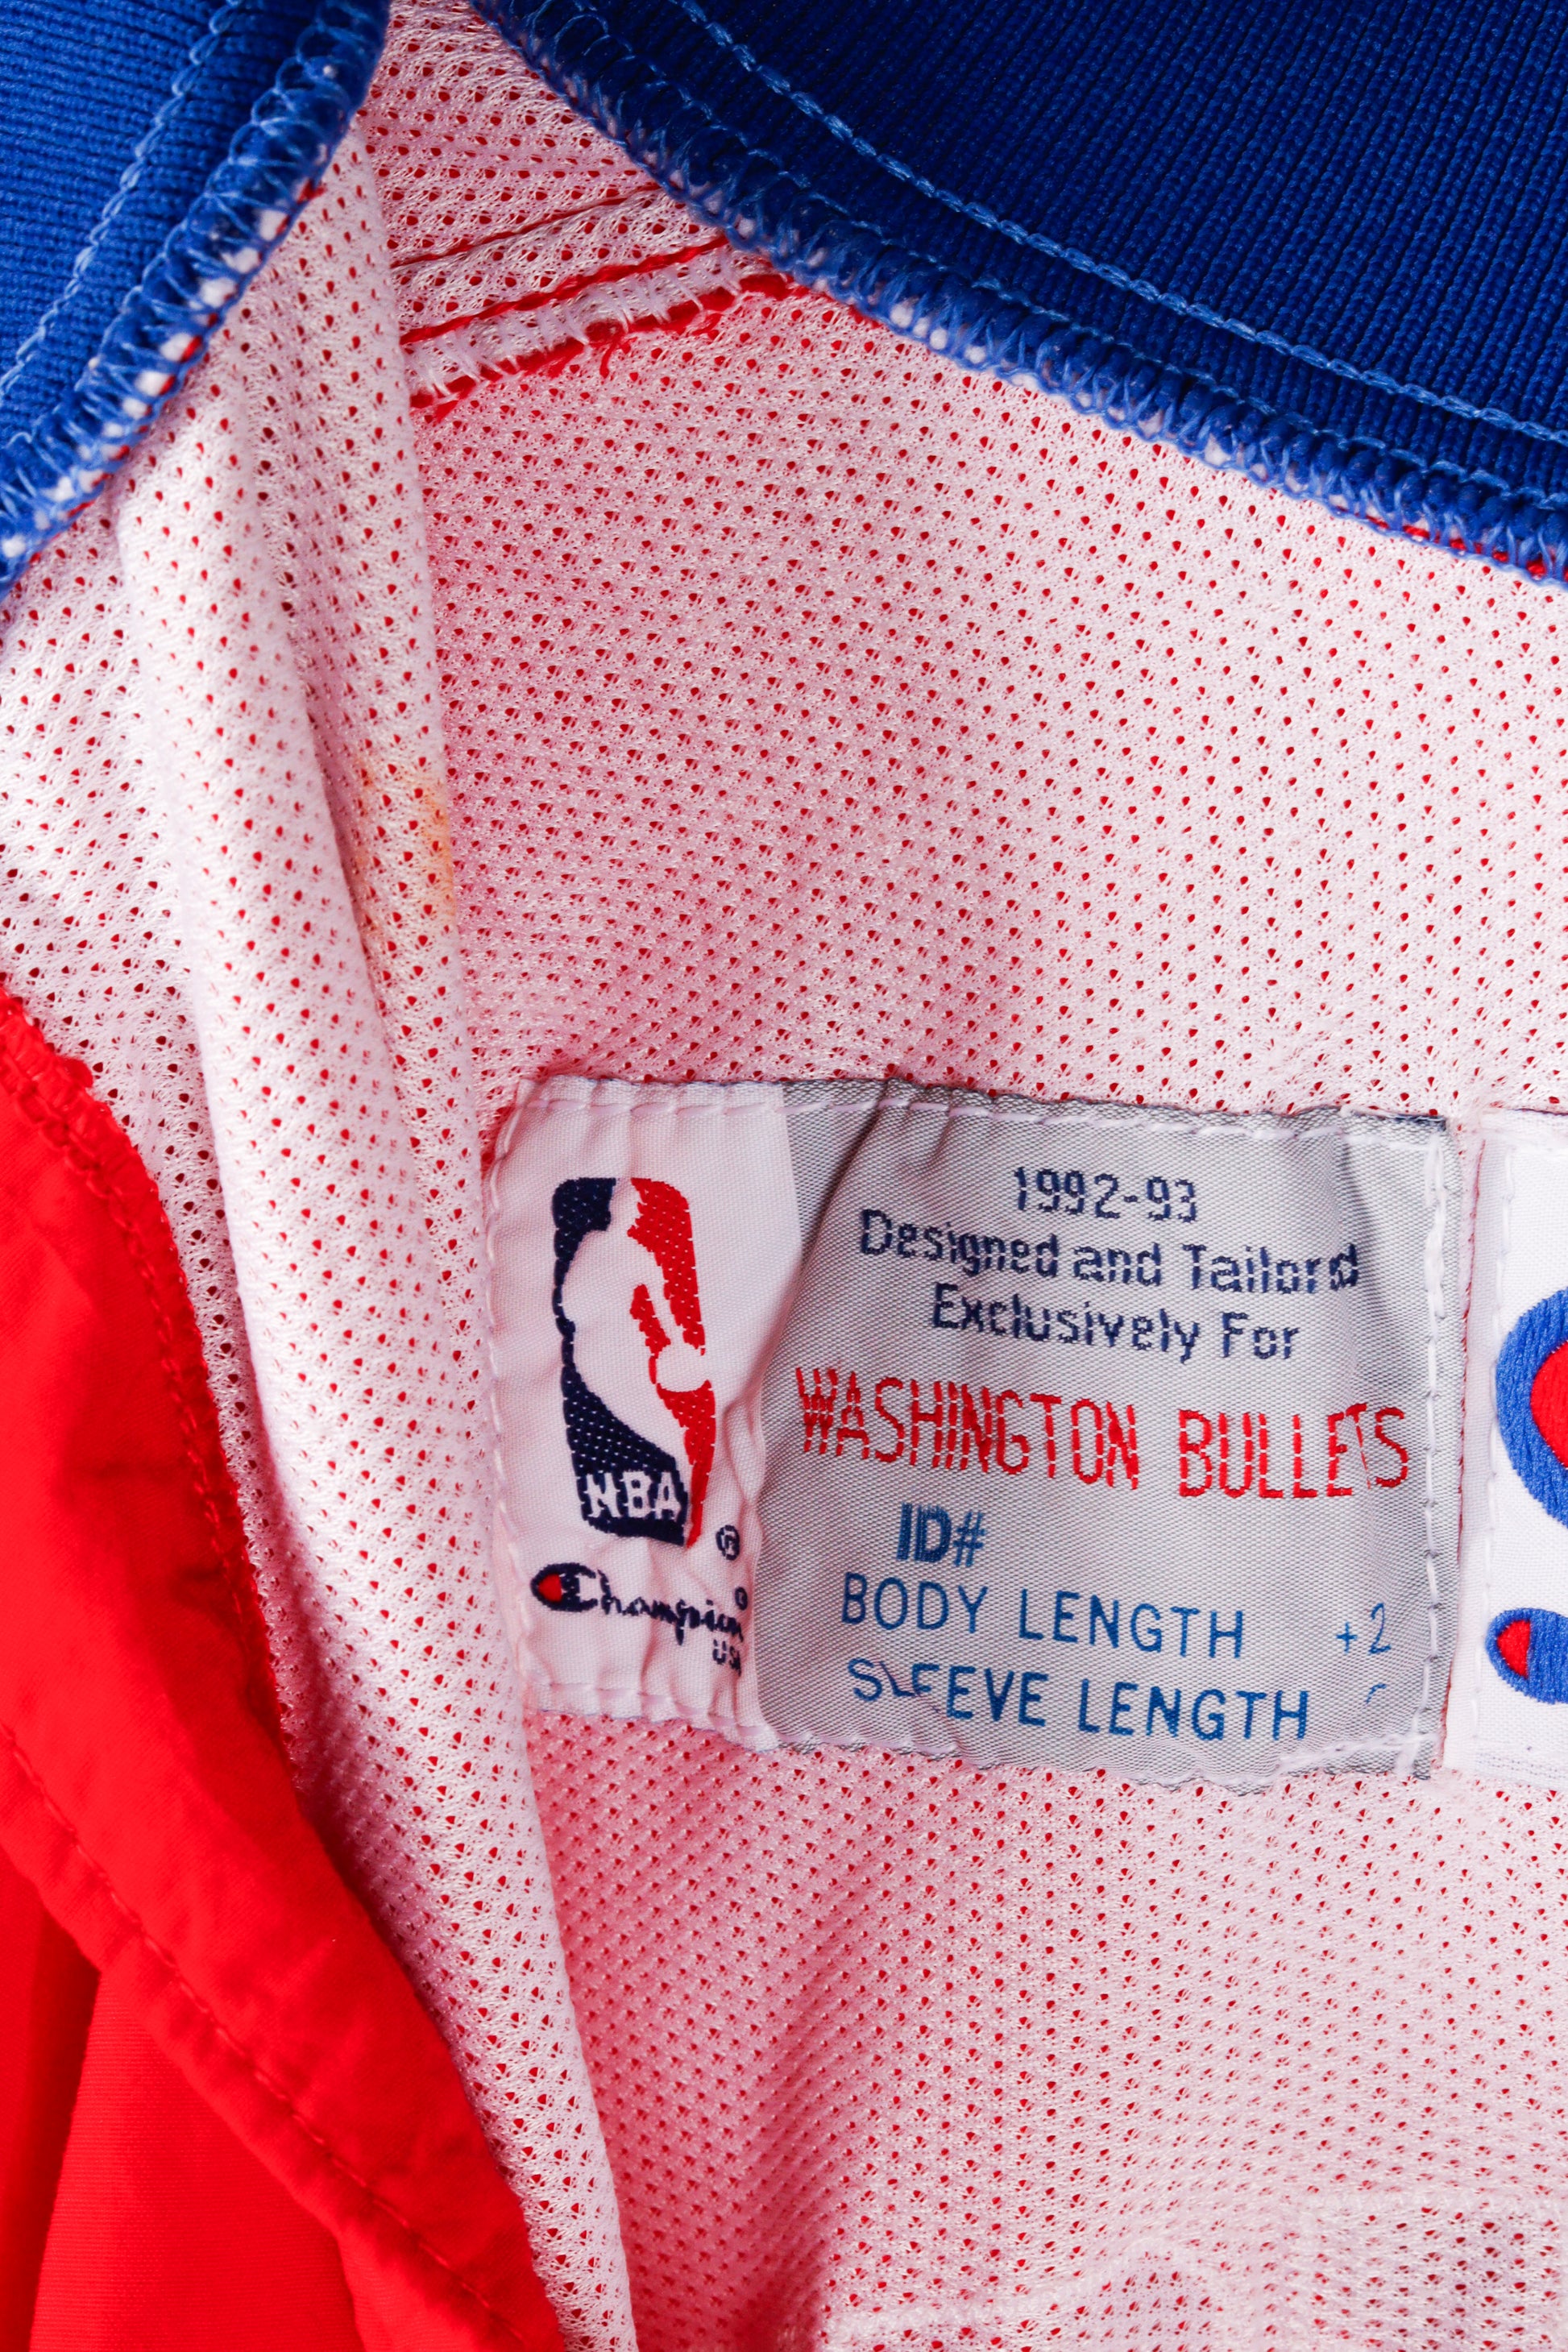 1992-93
Designed and Tailord
Exclusively For
WASHINGTON BULLETS
ID#
BODY LENGTH +2
SLEEVE LENGTH
NBA
®
Champion®
USA